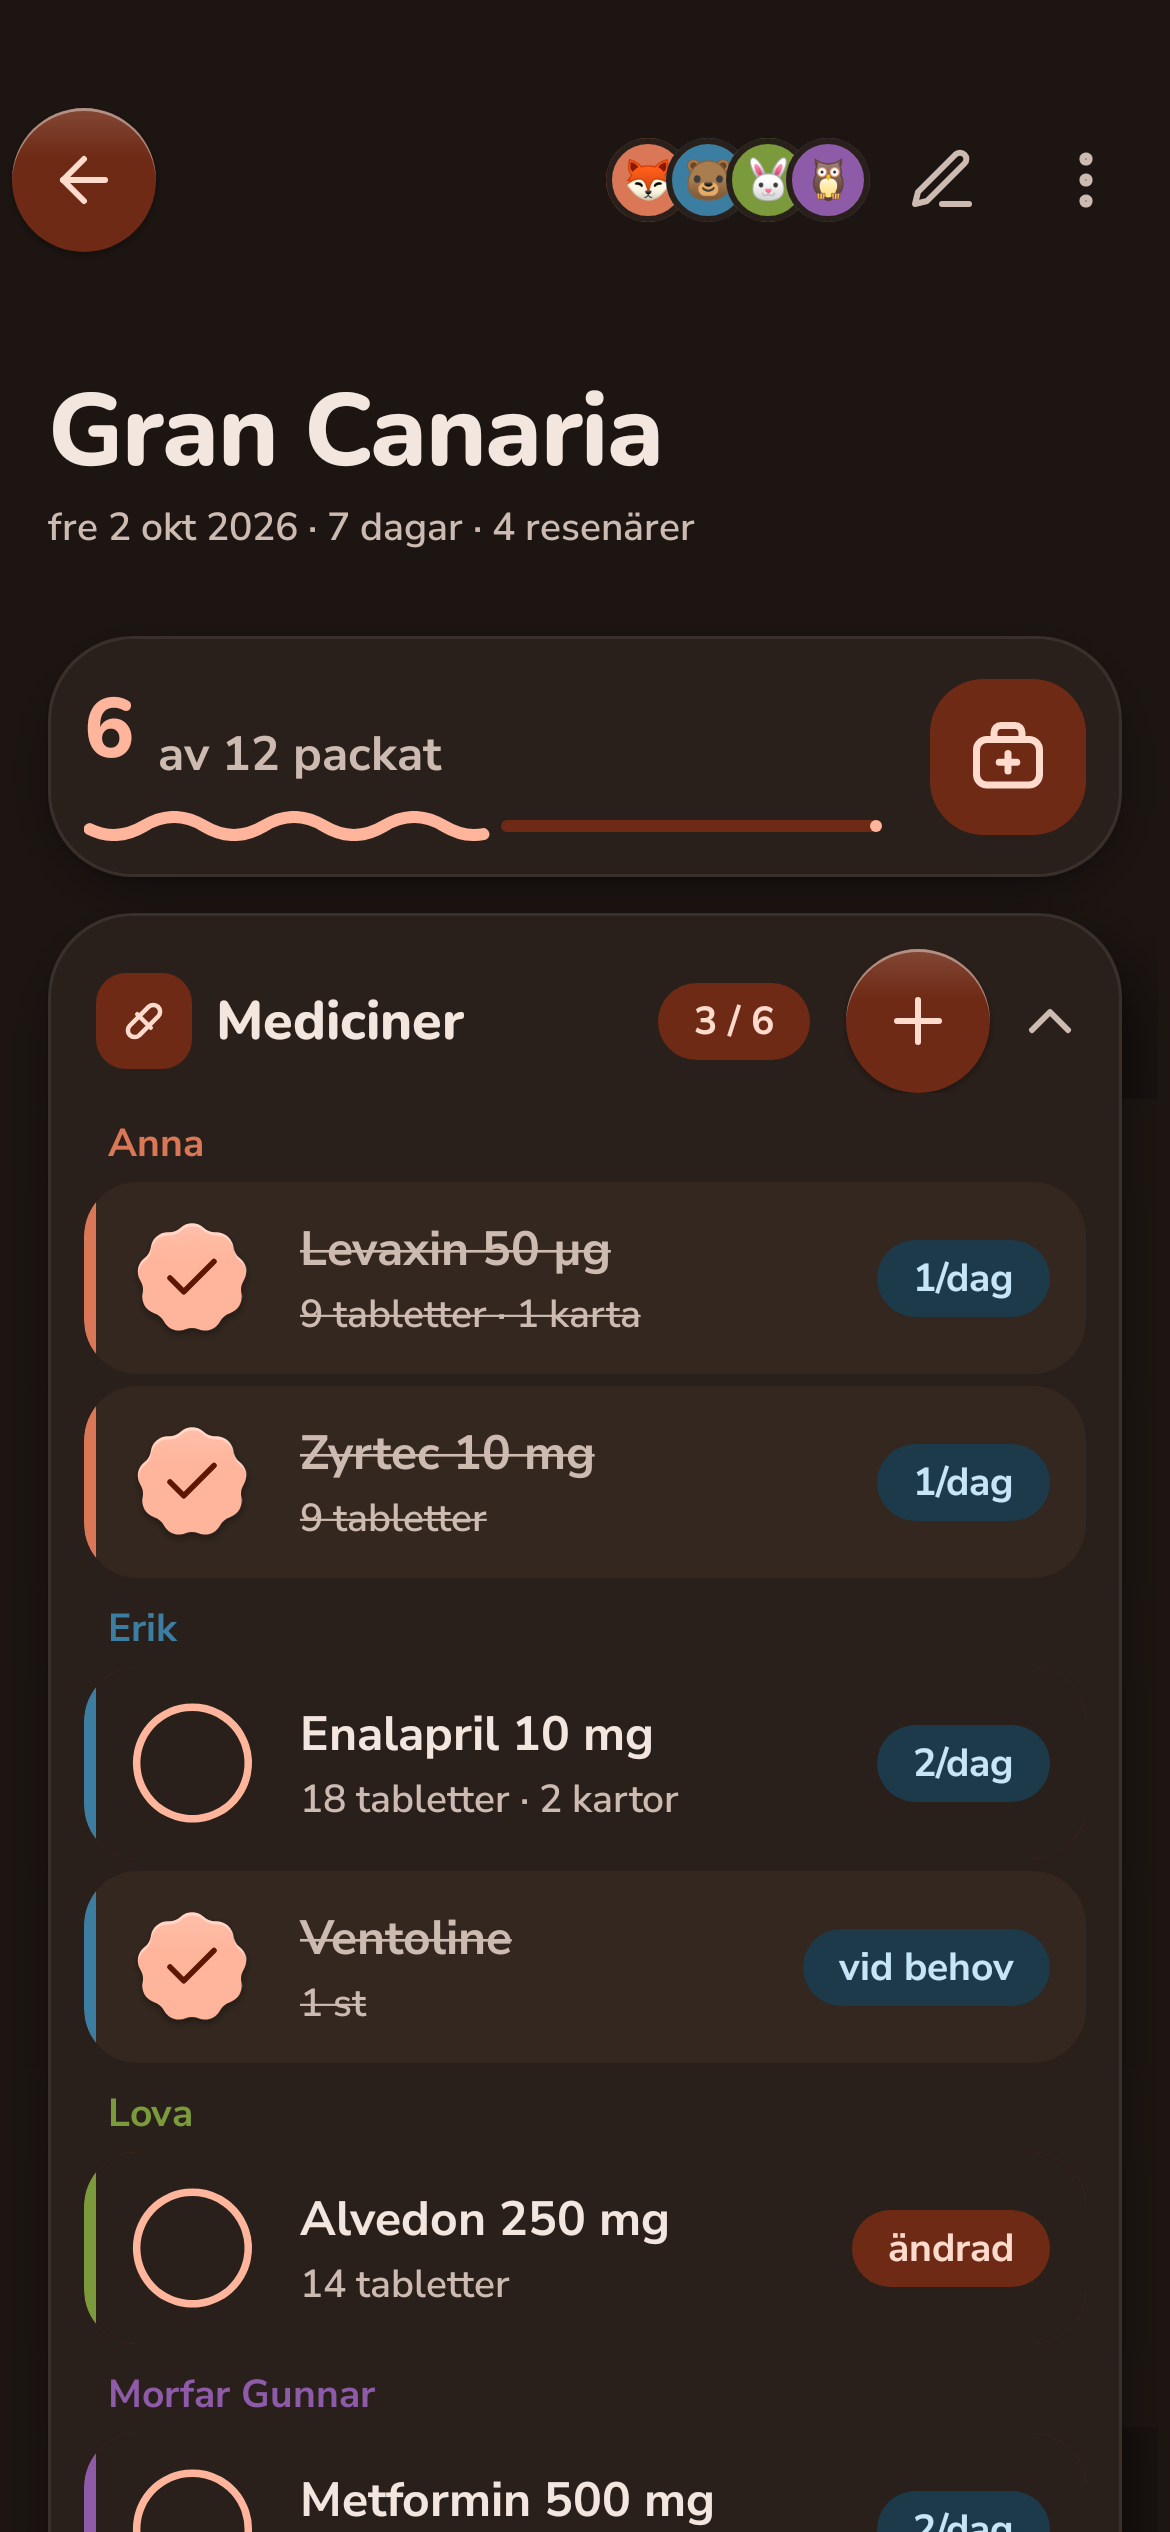 Gran Canaria
fre 2 okt 2026 · 7 dagar · 4 resenärer
6 av 12 packat
Mediciner 3 / 6
Anna
Levaxin 50 µg
9 tabletter · 1 karta
1/dag
Zyrtec 10 mg
9 tabletter
1/dag
Erik
Enalapril 10 mg
18 tabletter · 2 kartor
2/dag
Ventoline
1 st
vid behov
Lova
Alvedon 250 mg
14 tabletter
ändrad
Morfar Gunnar
Metformin 500 mg
2/dag